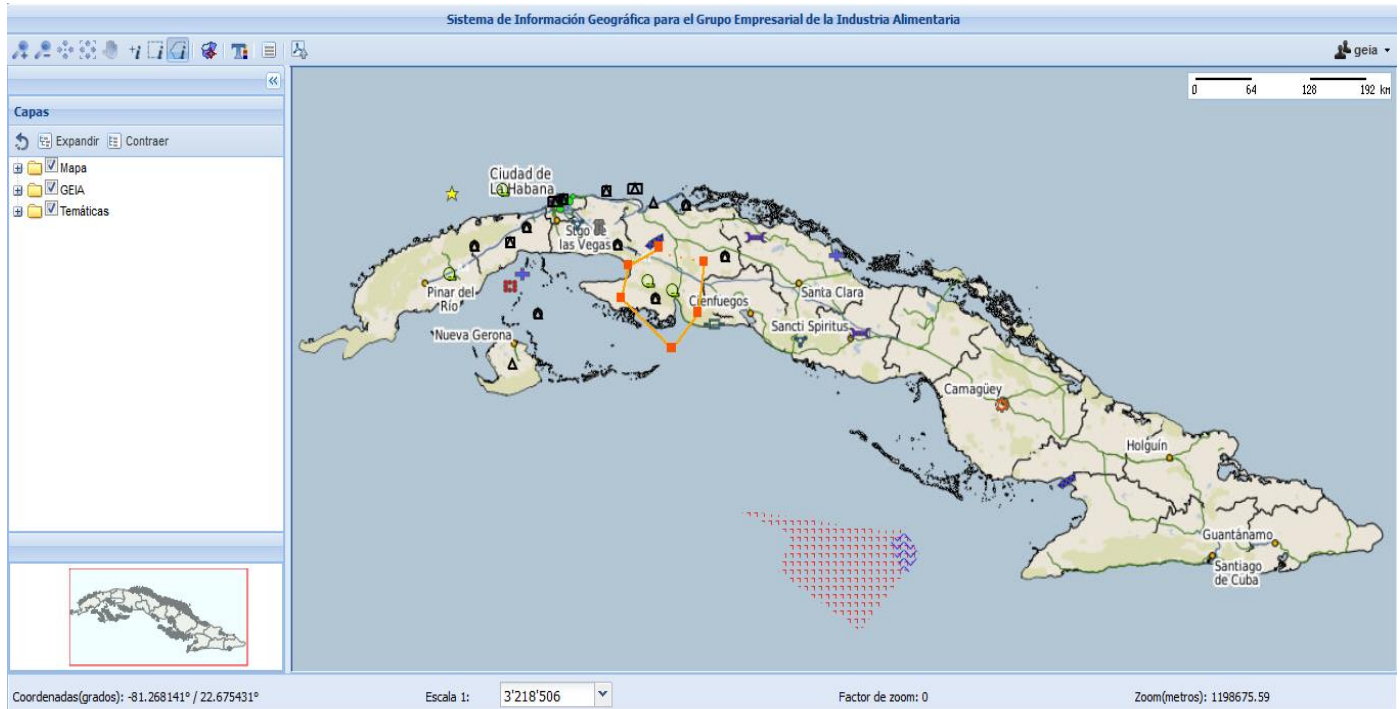 Sistema de Información Geográfica para el Grupo Empresarial de la Industria Alimentaria
geia
Capas
Expandir Contraer
Mapa
GEIA
Temáticas
0 64 128 192 km
Ciudad de
La Habana
Stgo de
las Vegas
Pinar del
Río
Nueva Gerona
Cienfuegos
Santa Clara
Sancti Spiritus
Camagüey
Holguín
Guantánamo
Santiago
de Cuba
Coordenadas(grados): -81.268141° / 22.675431° Escala 1: 3'218'506 Factor de zoom: 0 Zoom(metros): 1198675.59